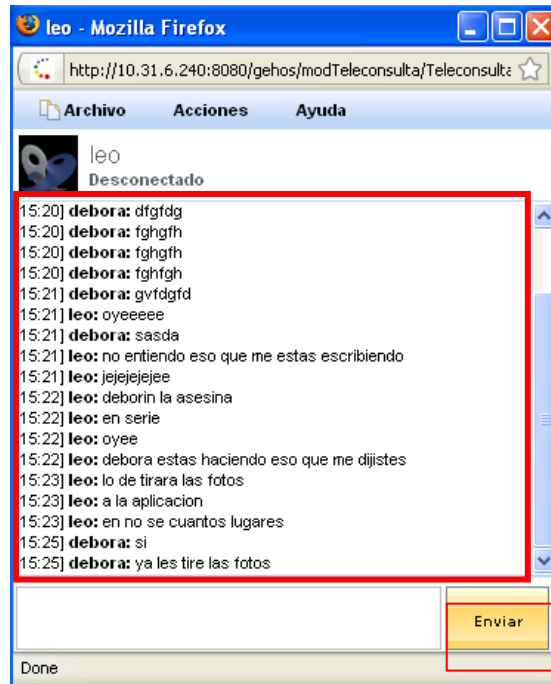 leo - Mozilla Firefox
http://10.31.6.240:8080/gehos/modTeleconsulta/Teleconsulta
Archivo Acciones Ayuda
leo
Desconectado
15:20] debora: dfgfdg
15:20] debora: fghgfh
15:20] debora: fghgfh
15:20] debora: fghfgh
15:21] debora: gvfdgfd
15:21] leo: oyeeeee
15:21] debora: sasda
15:21] leo: no entiendo eso que me estas escribiendo
15:21] leo: jejejejejee
15:22] leo: deborin la asesina
15:22] leo: en serie
15:22] leo: oyee
15:22] leo: debora estas haciendo eso que me dijistes
15:23] leo: lo de tirara las fotos
15:23] leo: a la aplicacion
15:23] leo: en no se cuantos lugares
15:25] debora: si
15:25] debora: ya les tire las fotos
Enviar
Done